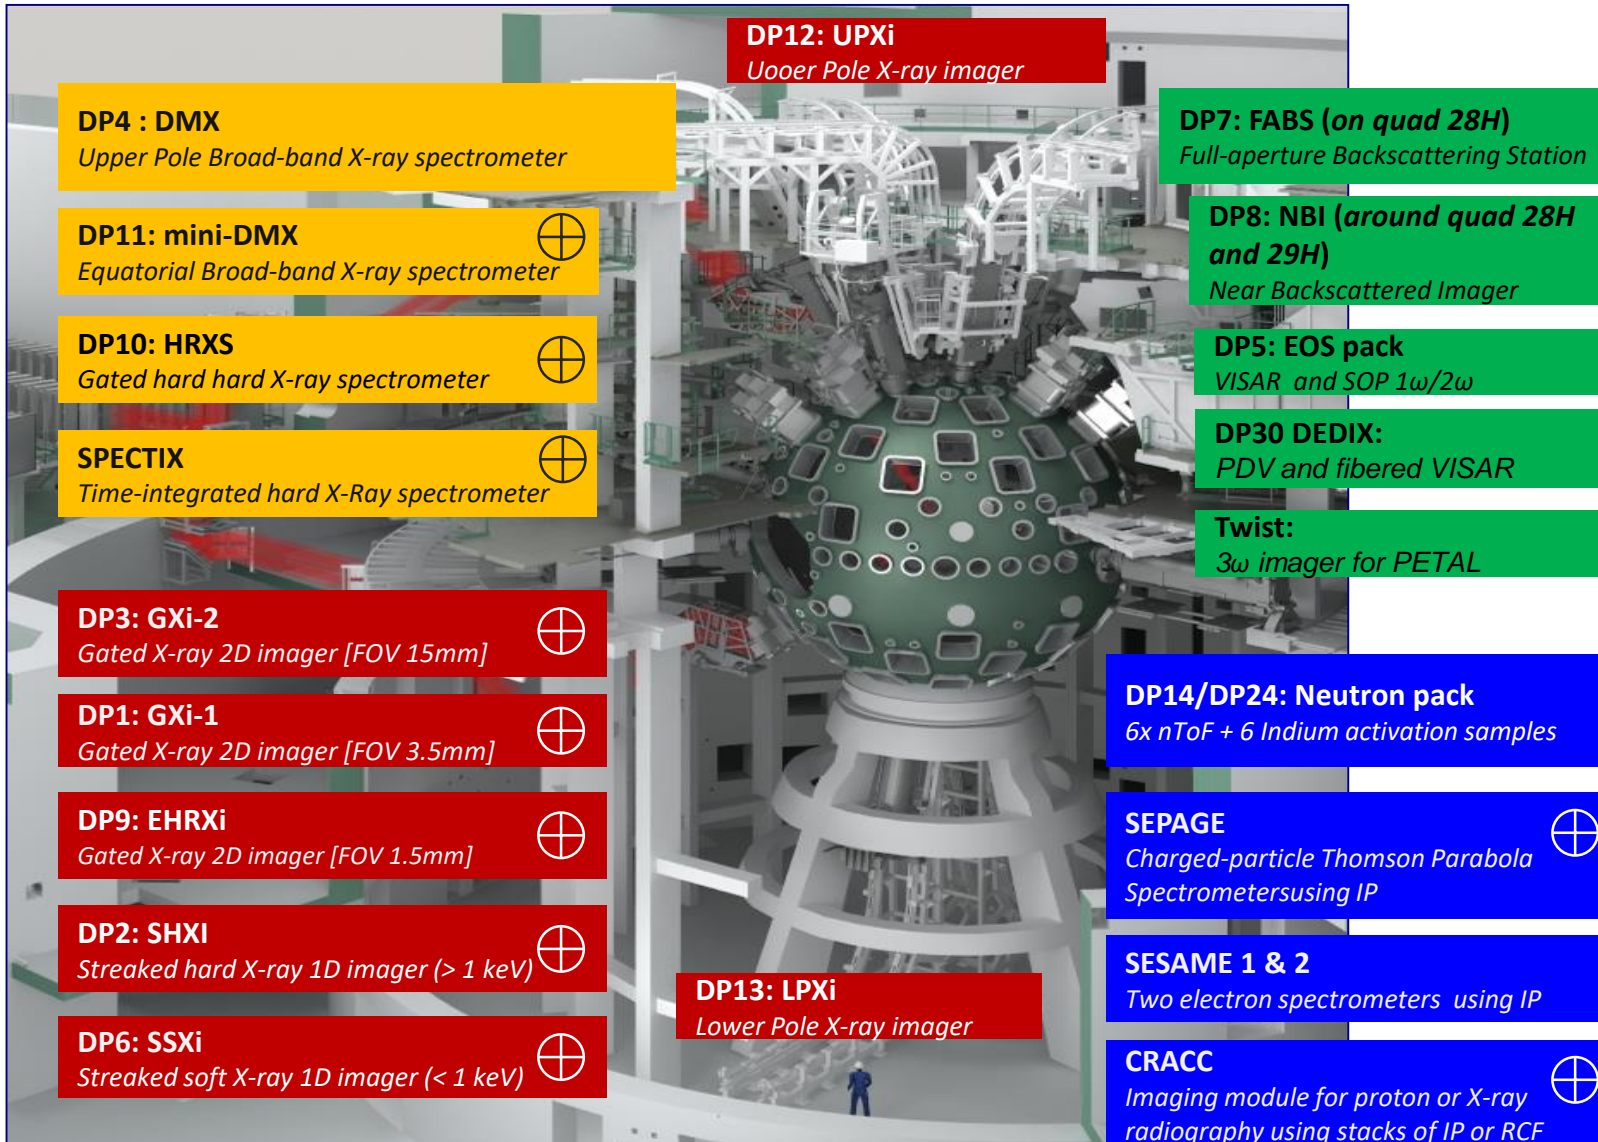 DP12: UPXi
Uooer Pole X-ray imager
DP4 : DMX
Upper Pole Broad-band X-ray spectrometer
DP11: mini-DMX
Equatorial Broad-band X-ray spectrometer
DP10: HRXS
Gated hard hard X-ray spectrometer
SPECTIX
Time-integrated hard X-Ray spectrometer
DP3: GXi-2
Gated X-ray 2D imager [FOV 15mm]
DP1: GXi-1
Gated X-ray 2D imager [FOV 3.5mm]
DP9: EHRXi
Gated X-ray 2D imager [FOV 1.5mm]
DP2: SHXI
Streaked hard X-ray 1D imager (> 1 keV)
DP6: SSXi
Streaked soft X-ray 1D imager (< 1 keV)
DP13: LPXi
Lower Pole X-ray imager
DP7: FABS (on quad 28H)
Full-aperture Backscattering Station
DP8: NBI (around quad 28H
and 29H)
Near Backscattered Imager
DP5: EOS pack
VISAR and SOP 1ω/2ω
DP30 DEDIX:
PDV and fibered VISAR
Twist:
3ω imager for PETAL
DP14/DP24: Neutron pack
6x nToF + 6 Indium activation samples
SEPAGE
Charged-particle Thomson Parabola
Spectrometersusing IP
SESAME 1 & 2
Two electron spectrometers using IP
CRACC
Imaging module for proton or X-ray
radiography using stacks of IP or RCF